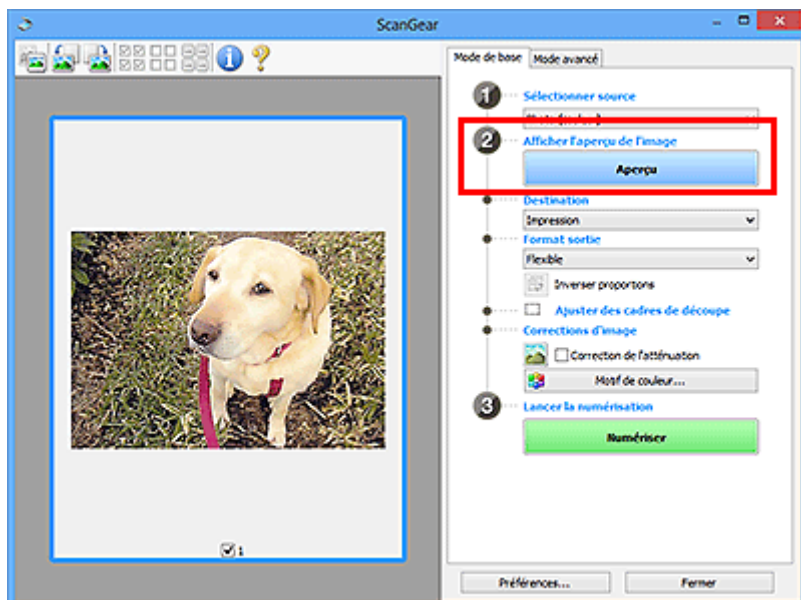 ScanGear
Mode de base
Mode avancé
1
Sélectionner source
2
Afficher l'aperçu de l'image
Aperçu
Destination
Impression
Format sortie
Flexible
Inverser proportions
Ajuster des cadres de découpe
Corrections d'image
Correction de l'atténuation
Motif de couleur...
3
Lancer la numérisation
Numériser
1
Préférences...
Fermer